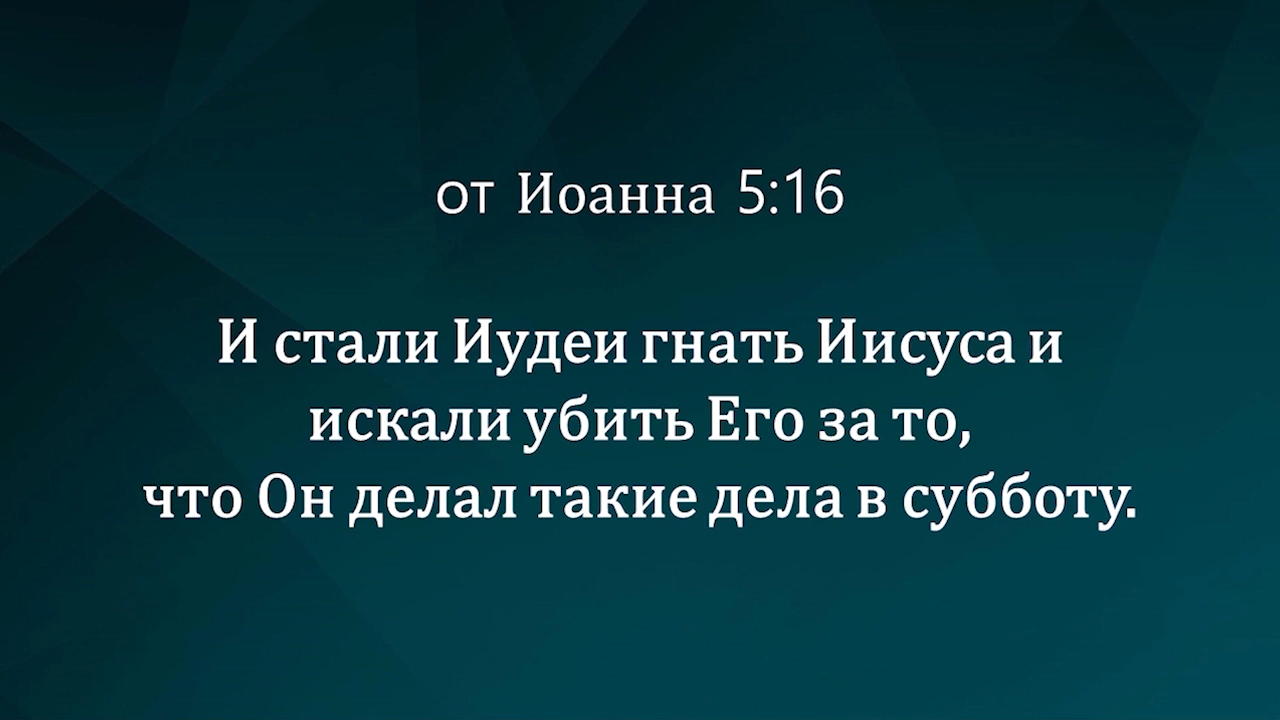 от Иоанна 5:16
И стали Иудеи гнать Иисуса и
искали убить Его за то,
что Он делал такие дела в субботу.